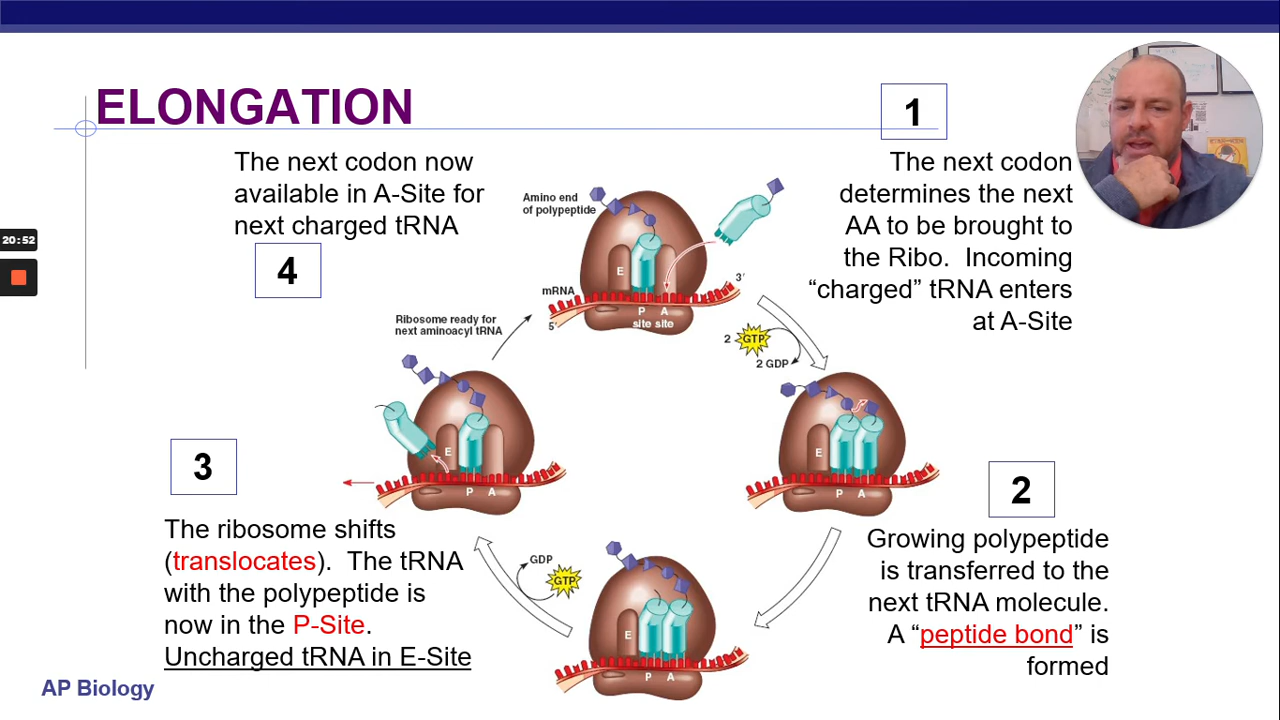 ELONGATION
1
The next codon
determines the next
AA to be brought to
the Ribo. Incoming
“charged” tRNA enters
at A-Site
2
Growing polypeptide
is transferred to the
next tRNA molecule.
A “peptide bond” is
formed
3
The ribosome shifts
(translocates). The tRNA
with the polypeptide is
now in the P-Site.
Uncharged tRNA in E-Site
4
The next codon now
available in A-Site for
next charged tRNA
Amino end
of polypeptide
E
mRNA
3′
5′
P A
site site
2 GTP
2 GDP
E
P A
GDP
GTP
E
P A
Ribosome ready for
next aminoacyl tRNA
E
P A
20:52
AP Biology